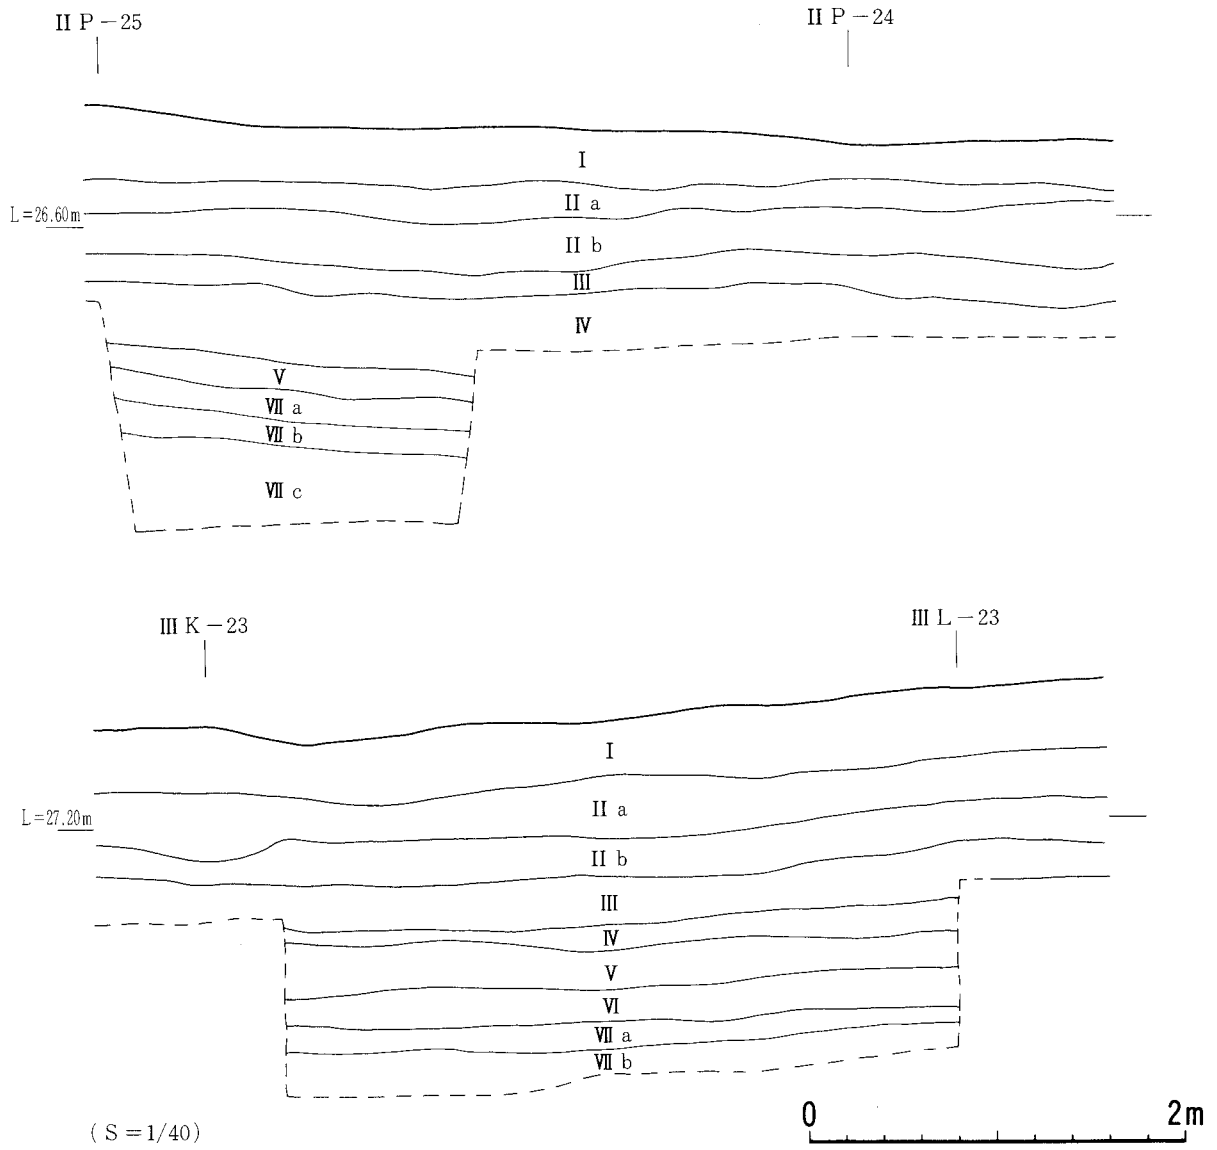 II P－25
II P－24
I
II a
L＝26.60m
II b
III
IV
V
VII a
VII b
VII c
III K－23
III L－23
I
II a
L＝27.20m
II b
III
IV
V
VI
VII a
VII b
0 2m
(S＝1/40)